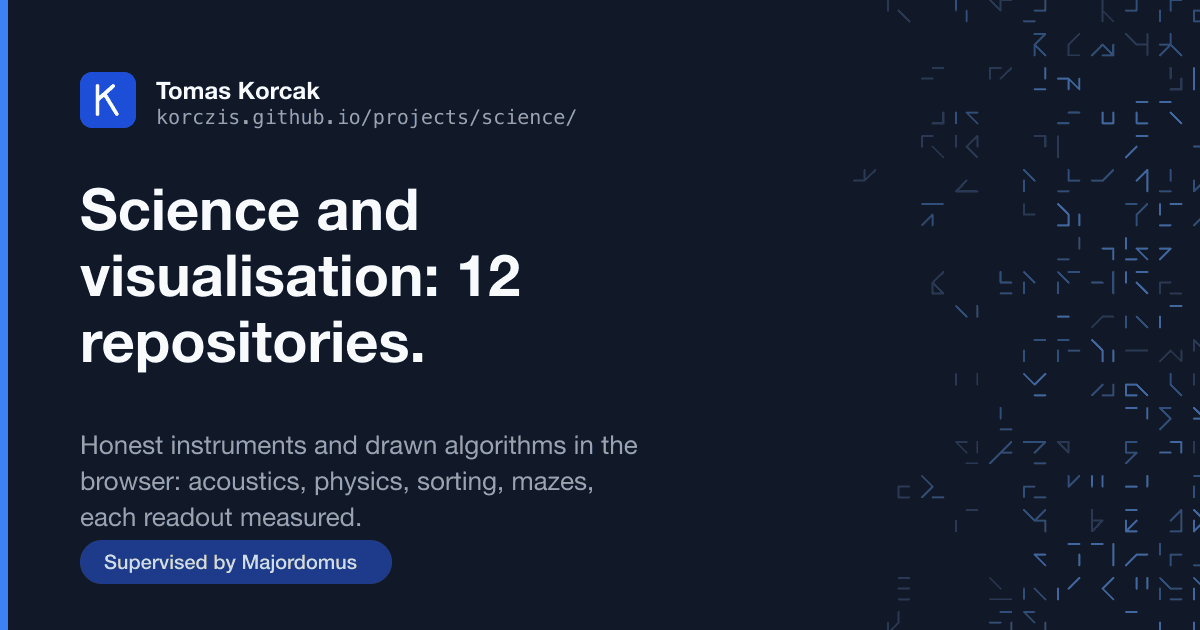 K
Tomas Korcak
korczis.github.io/projects/science/
Science and
visualisation: 12
repositories.
Honest instruments and drawn algorithms in the
browser: acoustics, physics, sorting, mazes,
each readout measured.
Supervised by Majordomus